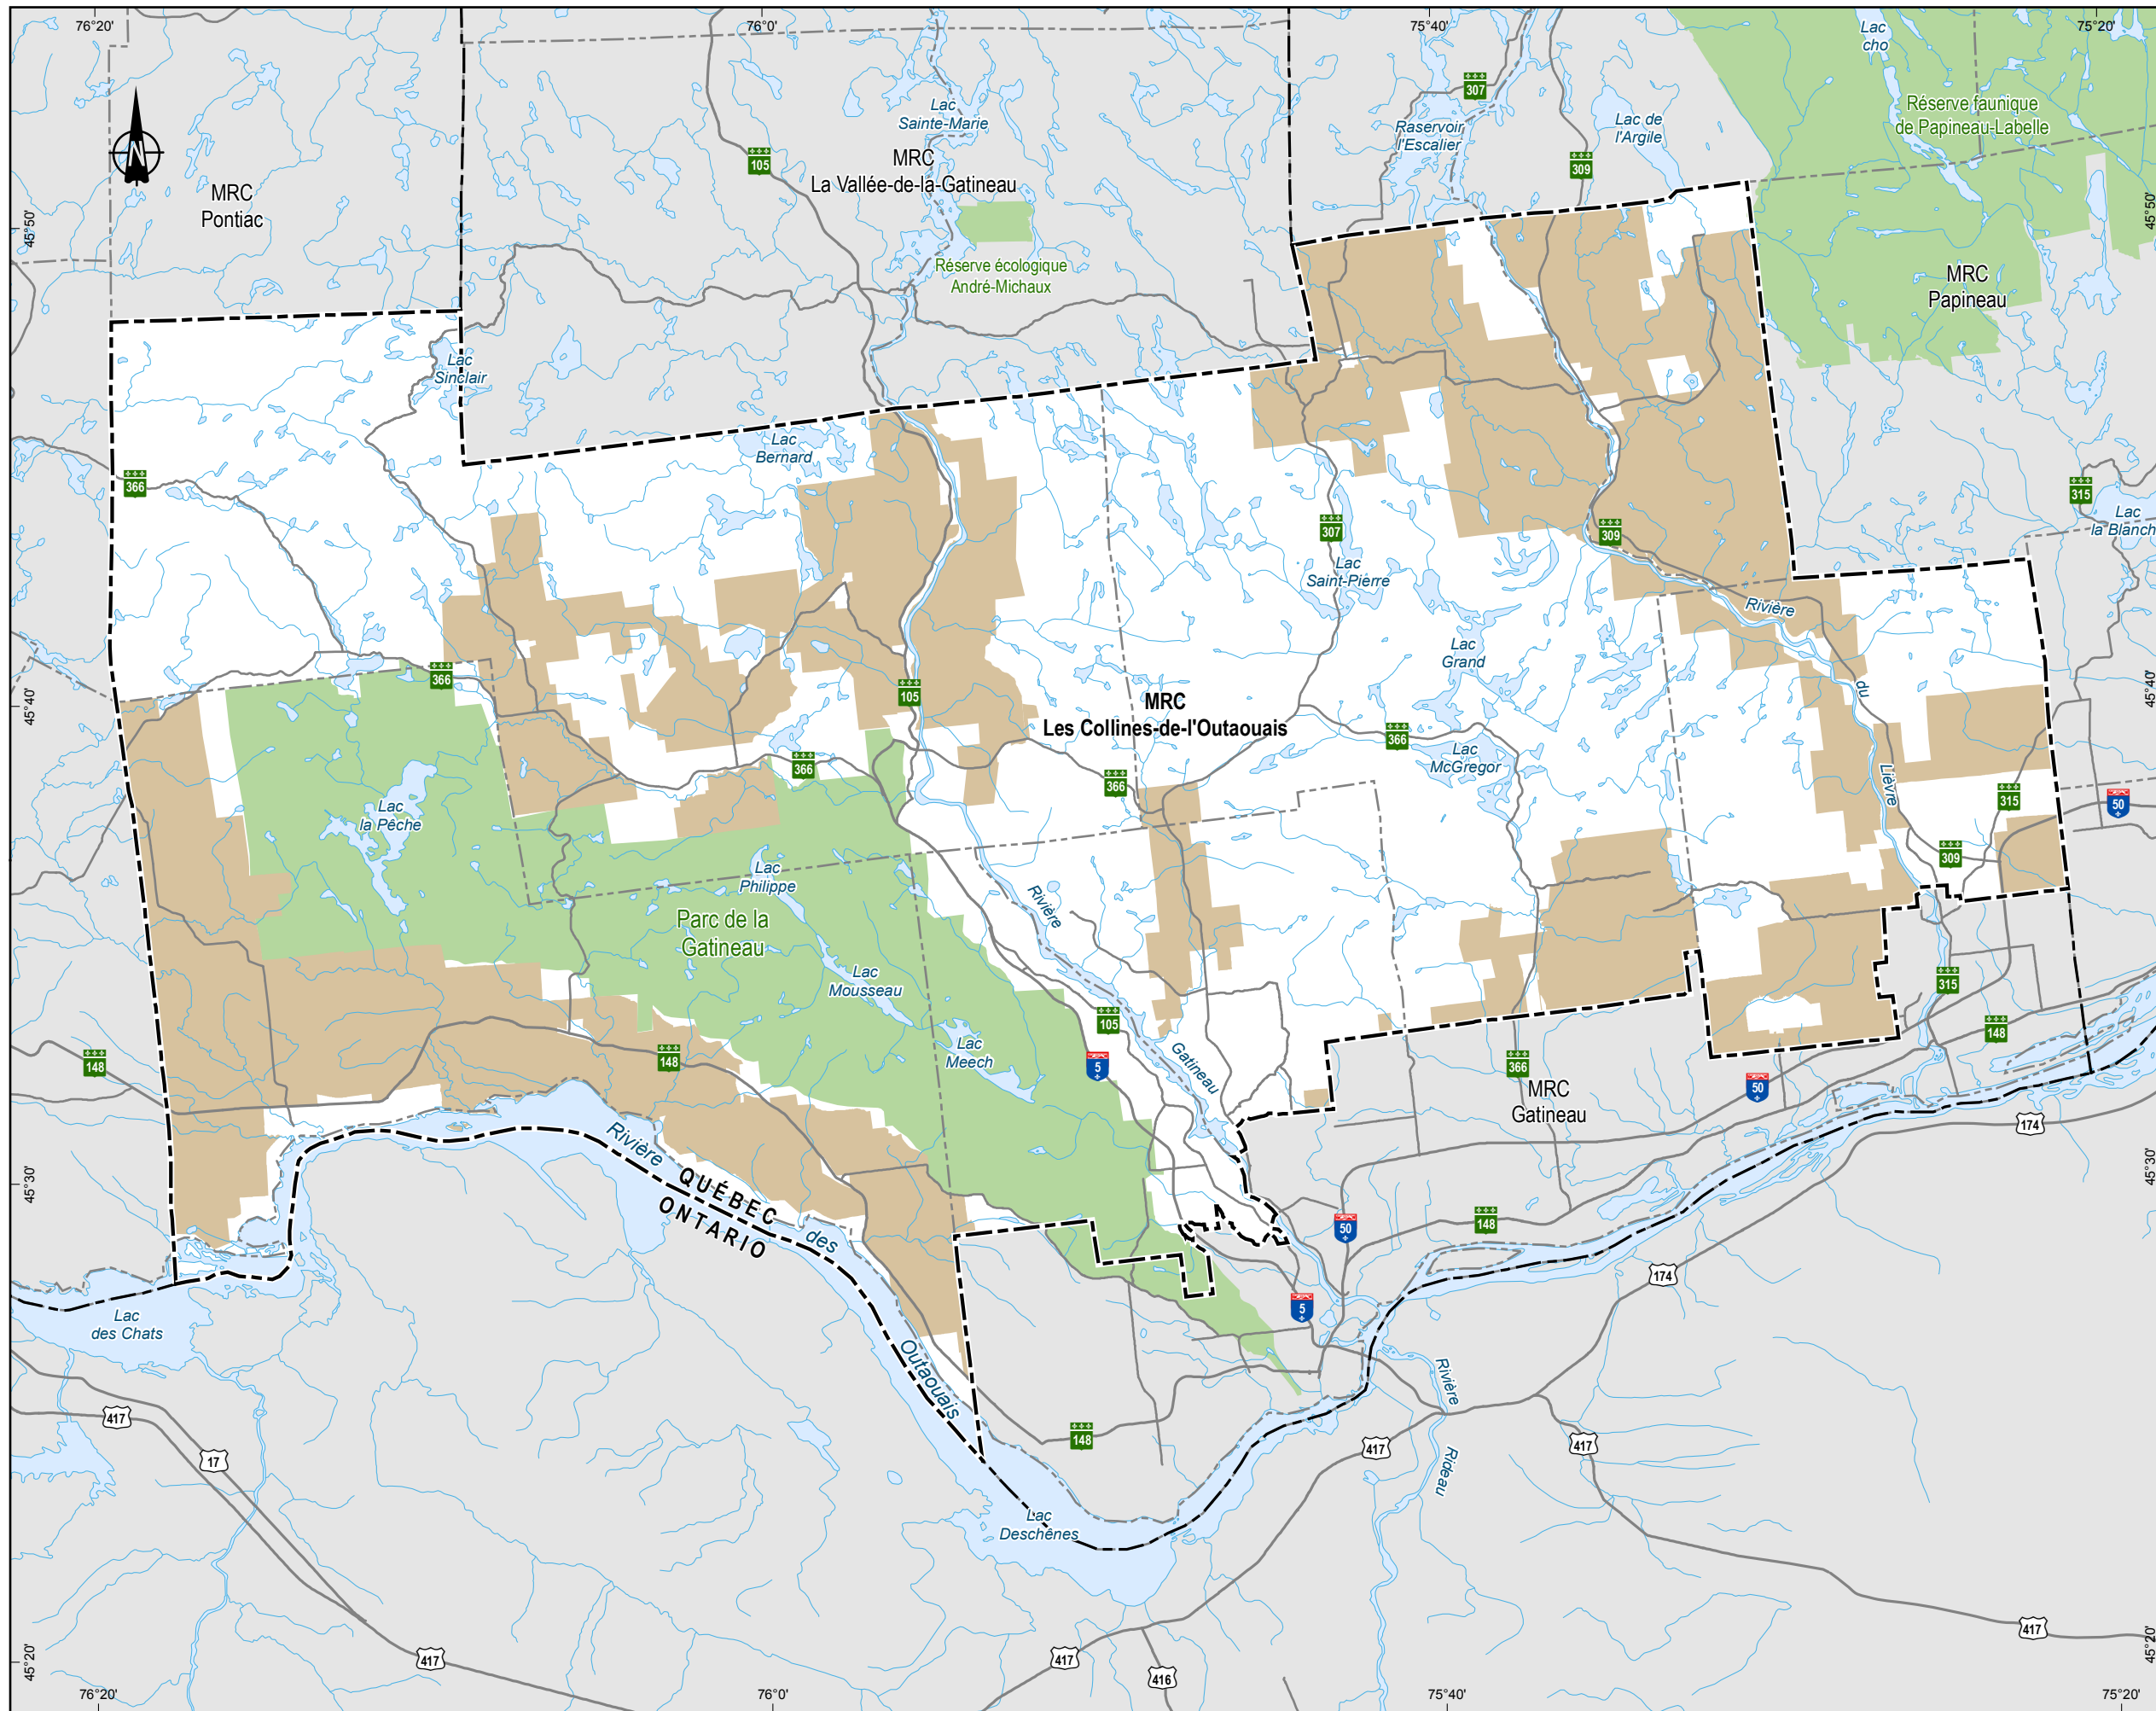 76°20'
76°0'
75°40'
75°20'
Lac
cho
307
Réserve faunique
de Papineau-Labelle
Lac
Sainte-Marie
Raservoir
l'Escalier
Lac de
l'Argile
105
309
MRC
La Vallée-de-la-Gatineau
N
MRC
Pontiac
45°50'
45°50'
Réserve écologique
André-Michaux
MRC
Papineau
Lac
Sinclair
Lac
Bernard
366
315
307
309
Lac
la Blanch
Lac
Saint-Pierre
Rivière
du
Lièvre
Lac
Grand
366
105
45°40'
45°40'
MRC
Les Collines-de-l'Outaouais
366
Lac
McGregor
366
366
315
50
Lac
la Pêche
309
Lac
Philippe
Rivière
Gatineau
Parc de la
Gatineau
Lac
Mousseau
315
105
148
Lac
Meech
148
148
5
366
50
MRC
Gatineau
174
Rivière
des
Outaouais
QUÉBEC
ONTARIO
45°30'
45°30'
50
148
174
5
Lac
des Chats
Rivière
Rideau
417
148
417
417
17
Lac
Deschênes
417
417
417
416
45°20'
45°20'
76°20'
76°0'
75°40'
75°20'